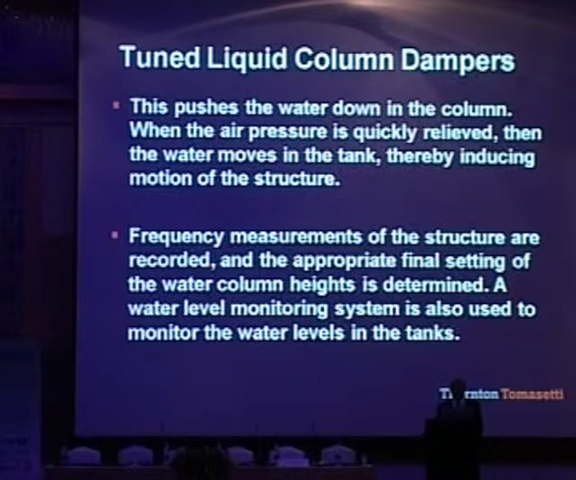 Tuned Liquid Column Dampers
This pushes the water down in the column.
When the air pressure is quickly relieved, then
the water moves in the tank, thereby inducing
motion of the structure.
Frequency measurements of the structure are
recorded, and the appropriate final setting of
the water column heights is determined. A
water level monitoring system is also used to
monitor the water levels in the tanks.
Tomasetti